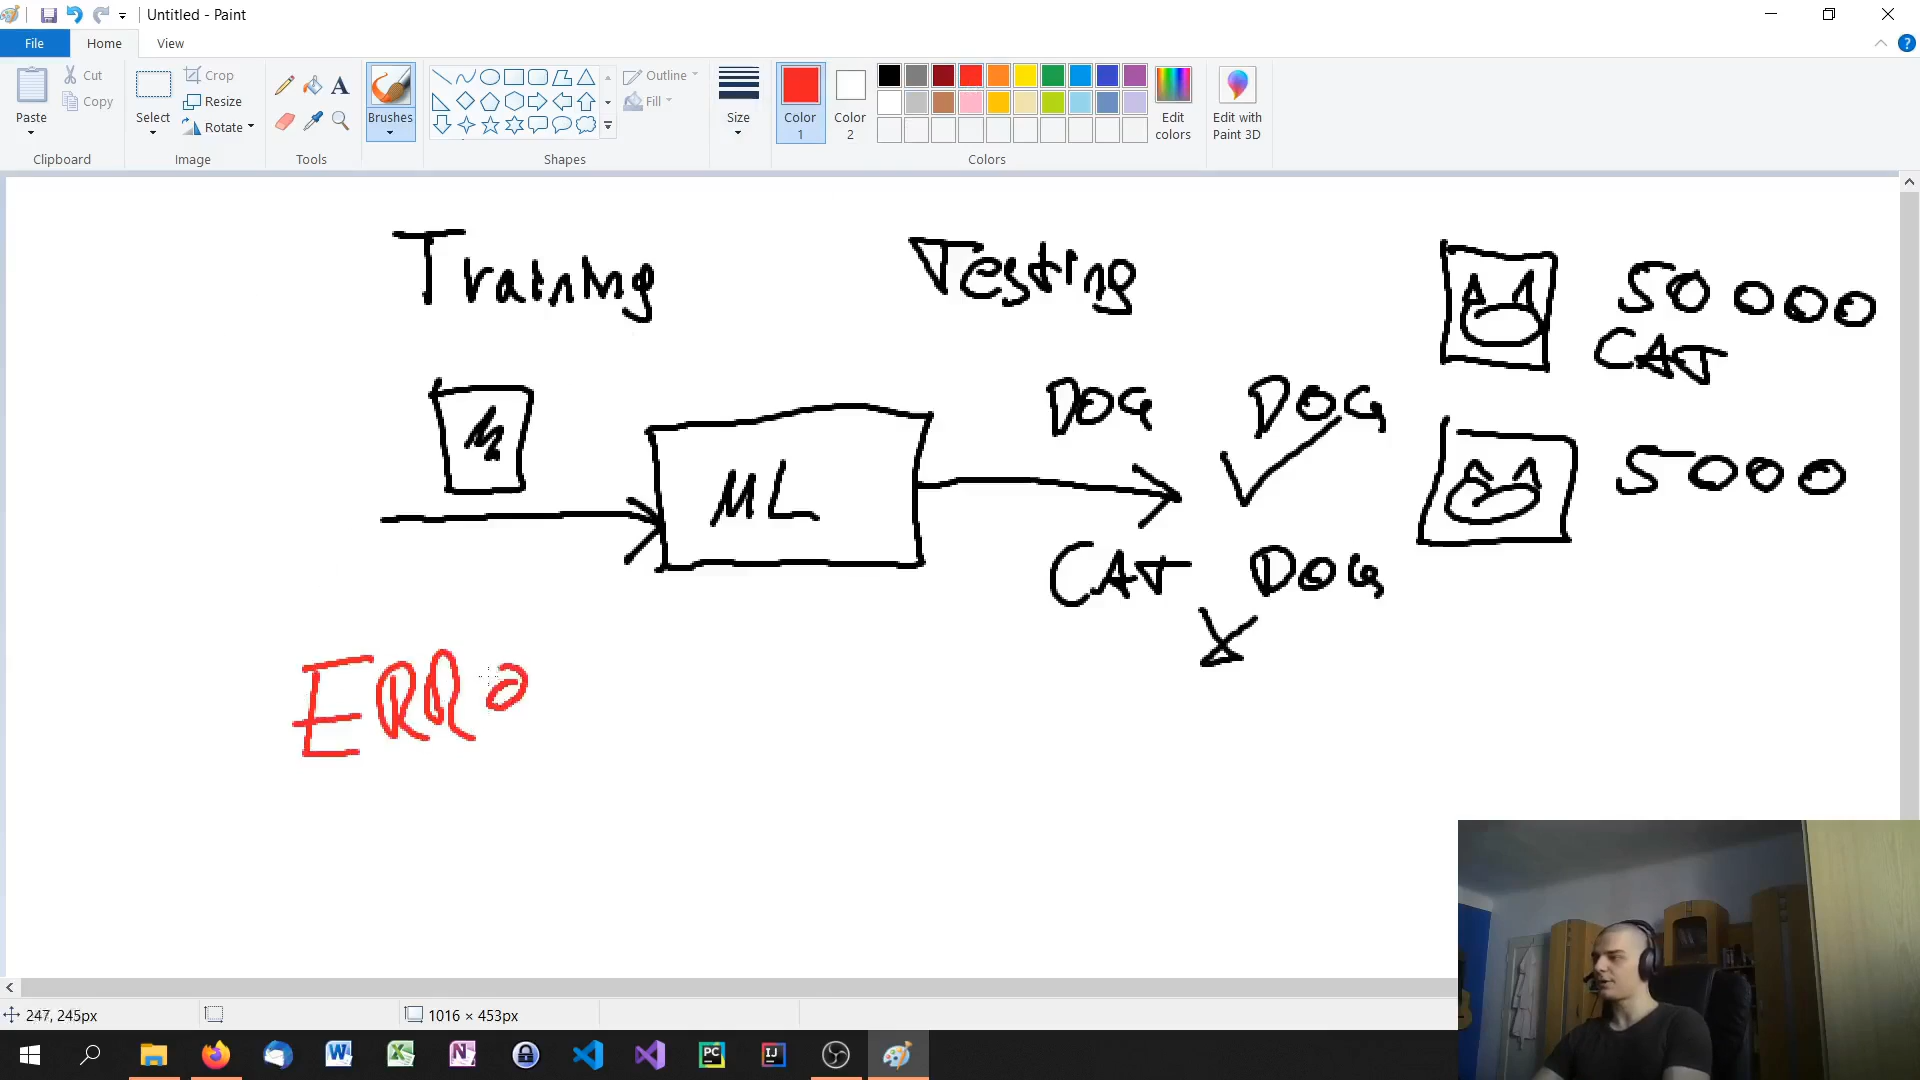 Untitled - Paint
File Home View
Paste
Cut
Copy
Clipboard
Select
Crop
Resize
Rotate
Image
Tools
Brushes
Shapes
Outline
Fill
Size
Color 1
Color 2
Colors
Edit colors
Edit with Paint 3D
Training Testing
50000
CAT
ML
DOG DOG
5000
CAT DOG
ERRO
247, 245px
1016 × 453px